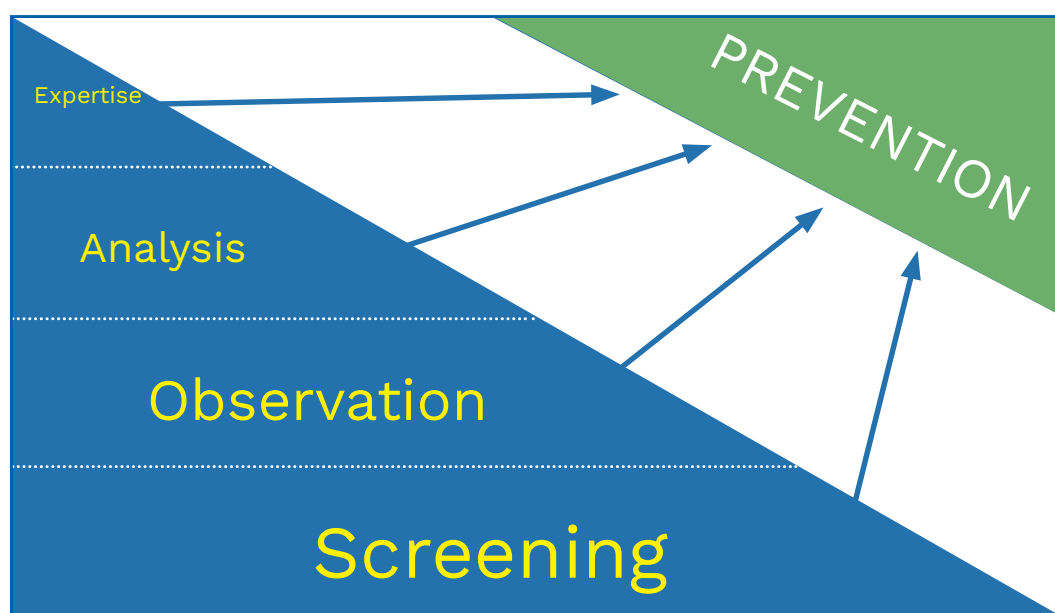 PREVENTION
Expertise
Analysis
Observation
Screening